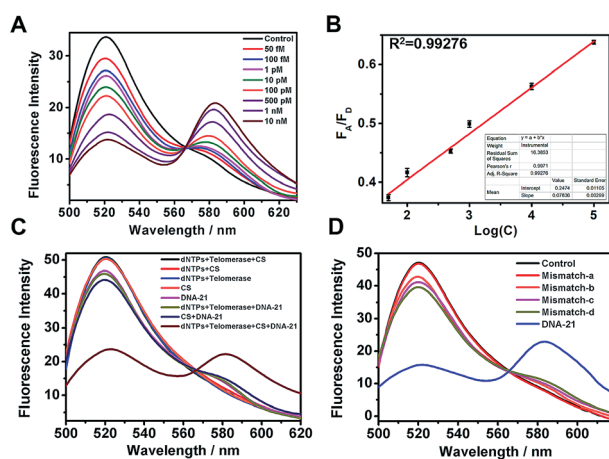 A
Fluorescence Intensity
30
20
10
500 520 540 560 580 600 620
Wavelength / nm
Control
50 fM
100 fM
1 pM
10 pM
100 pM
500 pM
1 nM
10 nM
B
R²=0.99276
F_A/F_D
0.6
0.5
0.4
2 3 4 5
Log(C)
Equation y = a + b*x
Weight Instrumental
Residual Sum of Squares 16.3853
Pearson's r 0.9971
Adj. R-Square 0.99276
Value Standard Error
Mean Intercept 0.2474 0.01105
Slope 0.07836
C
Fluorescence Intensity
50
40
30
20
10
0
500 520 540 560 580 600 620
Wavelength / nm
dNTPs+Telomerase+CS
dNTPs+CS
dNTPs+Telomerase
CS
DNA-21
dNTPs+Telomerase+DNA-21
CS+DNA-21
dNTPs+Telomerase+CS+DNA-21
D
Fluorescence Intensity
50
40
30
20
10
0
500 520 540 560 580 600
Wavelength / nm
Control
Mismatch-a
Mismatch-b
Mismatch-c
Mismatch-d
DNA-21